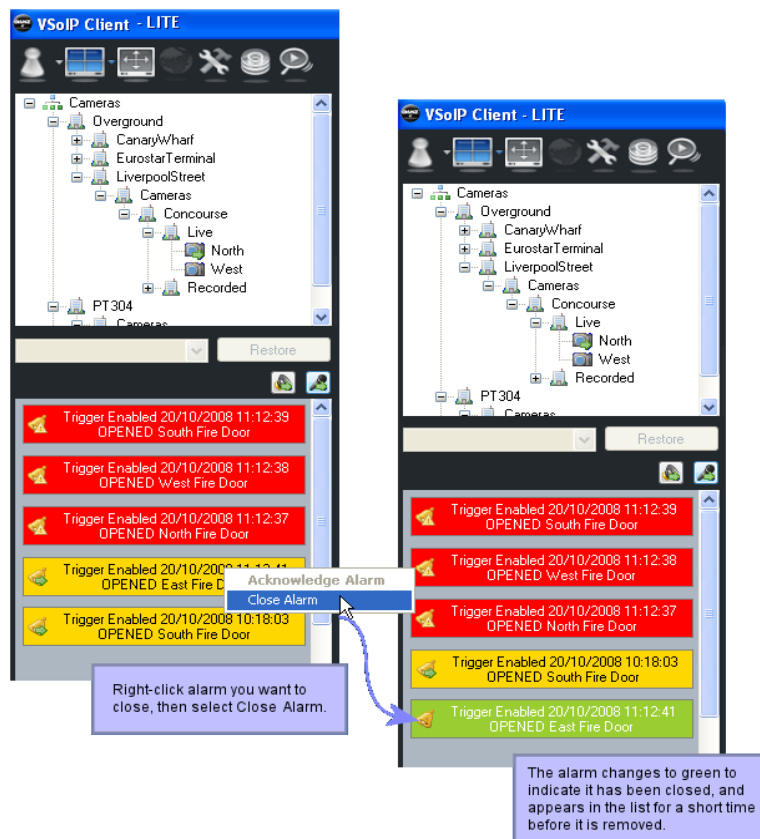 VSoIP Client - LITE
Cameras
Overground
CanaryWharf
EurostarTerminal
LiverpoolStreet
Cameras
Concourse
Live
North
West
Recorded
PT304
Cameras
Restore
Trigger Enabled 20/10/2008 11:12:39
OPENED South Fire Door
Trigger Enabled 20/10/2008 11:12:38
OPENED West Fire Door
Trigger Enabled 20/10/2008 11:12:37
OPENED North Fire Door
Trigger Enabled 20/10/2008 11:12:41
OPENED East Fire D
Acknowledge Alarm
Close Alarm
Trigger Enabled 20/10/2008 10:18:03
OPENED South Fire Door
Right-click alarm you want to
close, then select Close Alarm.
VSoIP Client - LITE
Cameras
Overground
CanaryWharf
EurostarTerminal
LiverpoolStreet
Cameras
Concourse
Live
North
West
Recorded
PT304
Cameras
Restore
Trigger Enabled 20/10/2008 11:12:39
OPENED South Fire Door
Trigger Enabled 20/10/2008 11:12:38
OPENED West Fire Door
Trigger Enabled 20/10/2008 11:12:37
OPENED North Fire Door
Trigger Enabled 20/10/2008 10:18:03
OPENED South Fire Door
Trigger Enabled 20/10/2008 11:12:41
OPENED East Fire Door
The alarm changes to green to
indicate it has been closed, and
appears in the list for a short time
before it is removed.